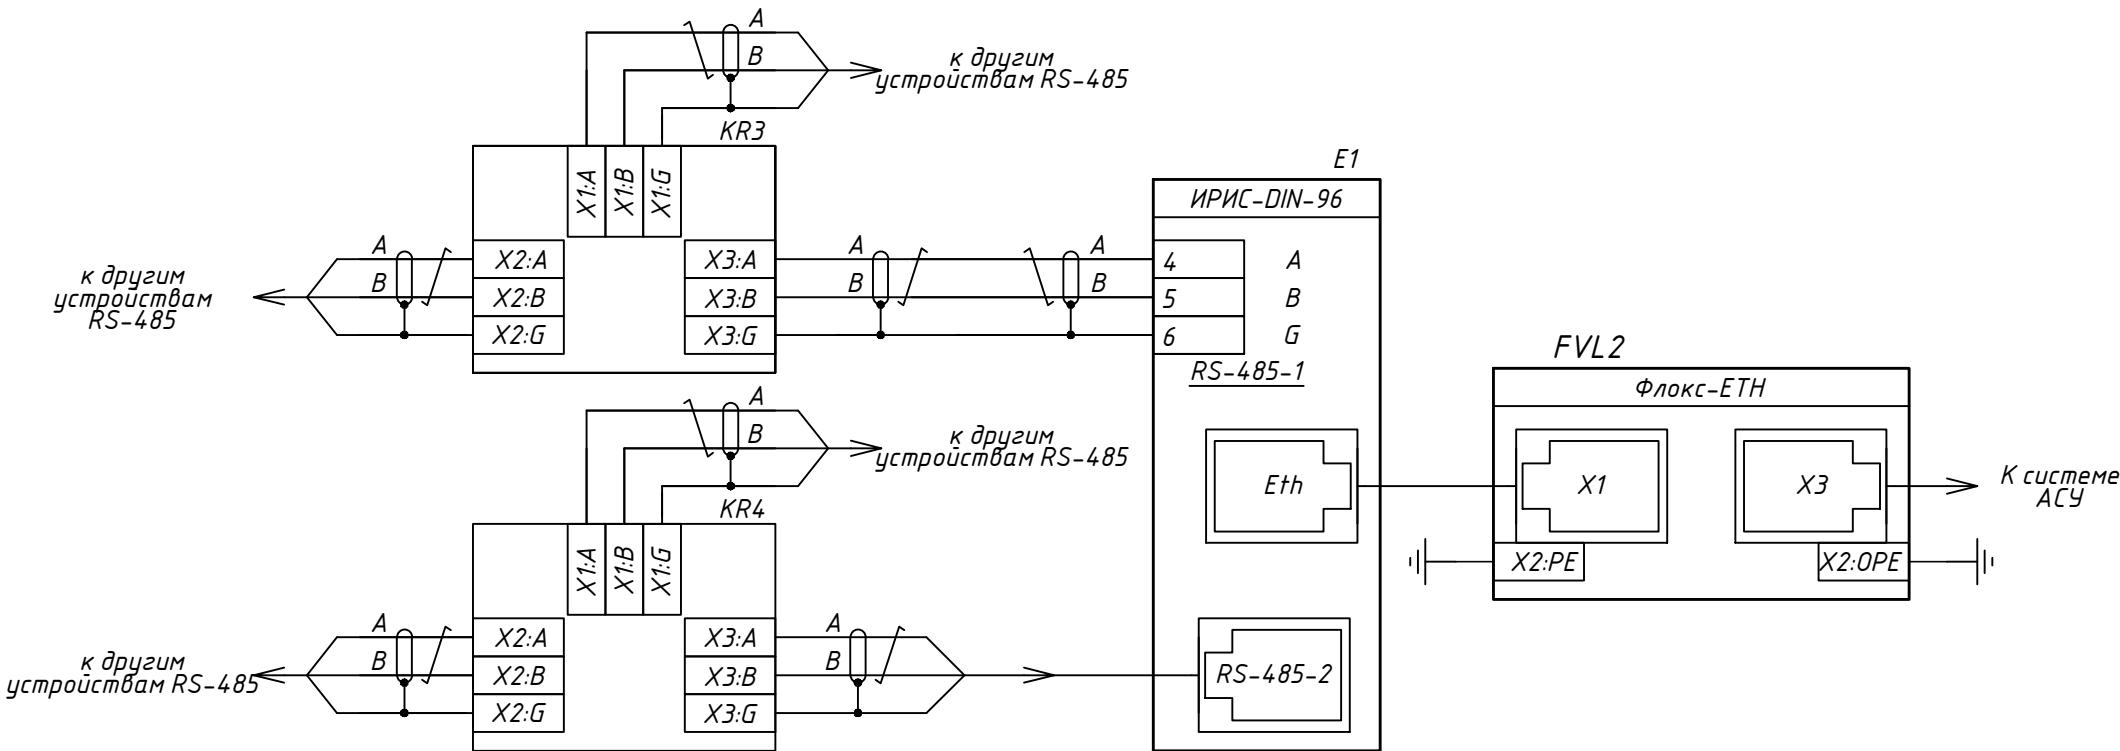 A
B
к другим
устройствам RS-485
KR3
X1:A
X1:B
X1:G
A
B
к другим
устройствам
RS-485
X2:A
X2:B
X2:G
X3:A
X3:B
X3:G
A
B
A
B
E1
ИРИС-DIN-96
4
A
5
B
6
G
RS-485-1
FVL2
Флокс-ETH
Eth
X1
X3
К системе
АСУ
X2:PE
X2:OPE
A
B
к другим
устройствам RS-485
KR4
X1:A
X1:B
X1:G
A
B
к другим
устройствам RS-485
X2:A
X2:B
X2:G
X3:A
X3:B
X3:G
A
B
RS-485-2